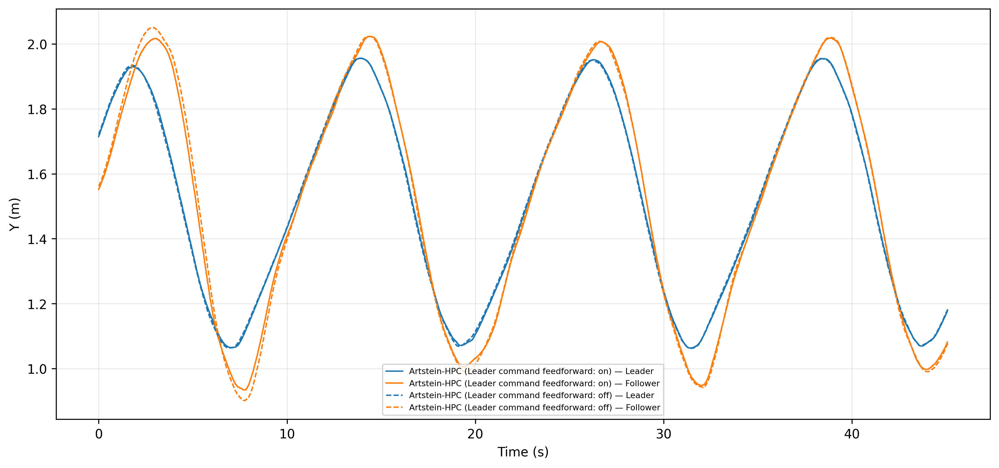 2.0
1.8
1.6
1.4
1.2
1.0
Y (m)
Artstein-HPC (Leader command feedforward: on) — Leader
Artstein-HPC (Leader command feedforward: on) — Follower
Artstein-HPC (Leader command feedforward: off) — Leader
Artstein-HPC (Leader command feedforward: off) — Follower
0 10 20 30 40
Time (s)